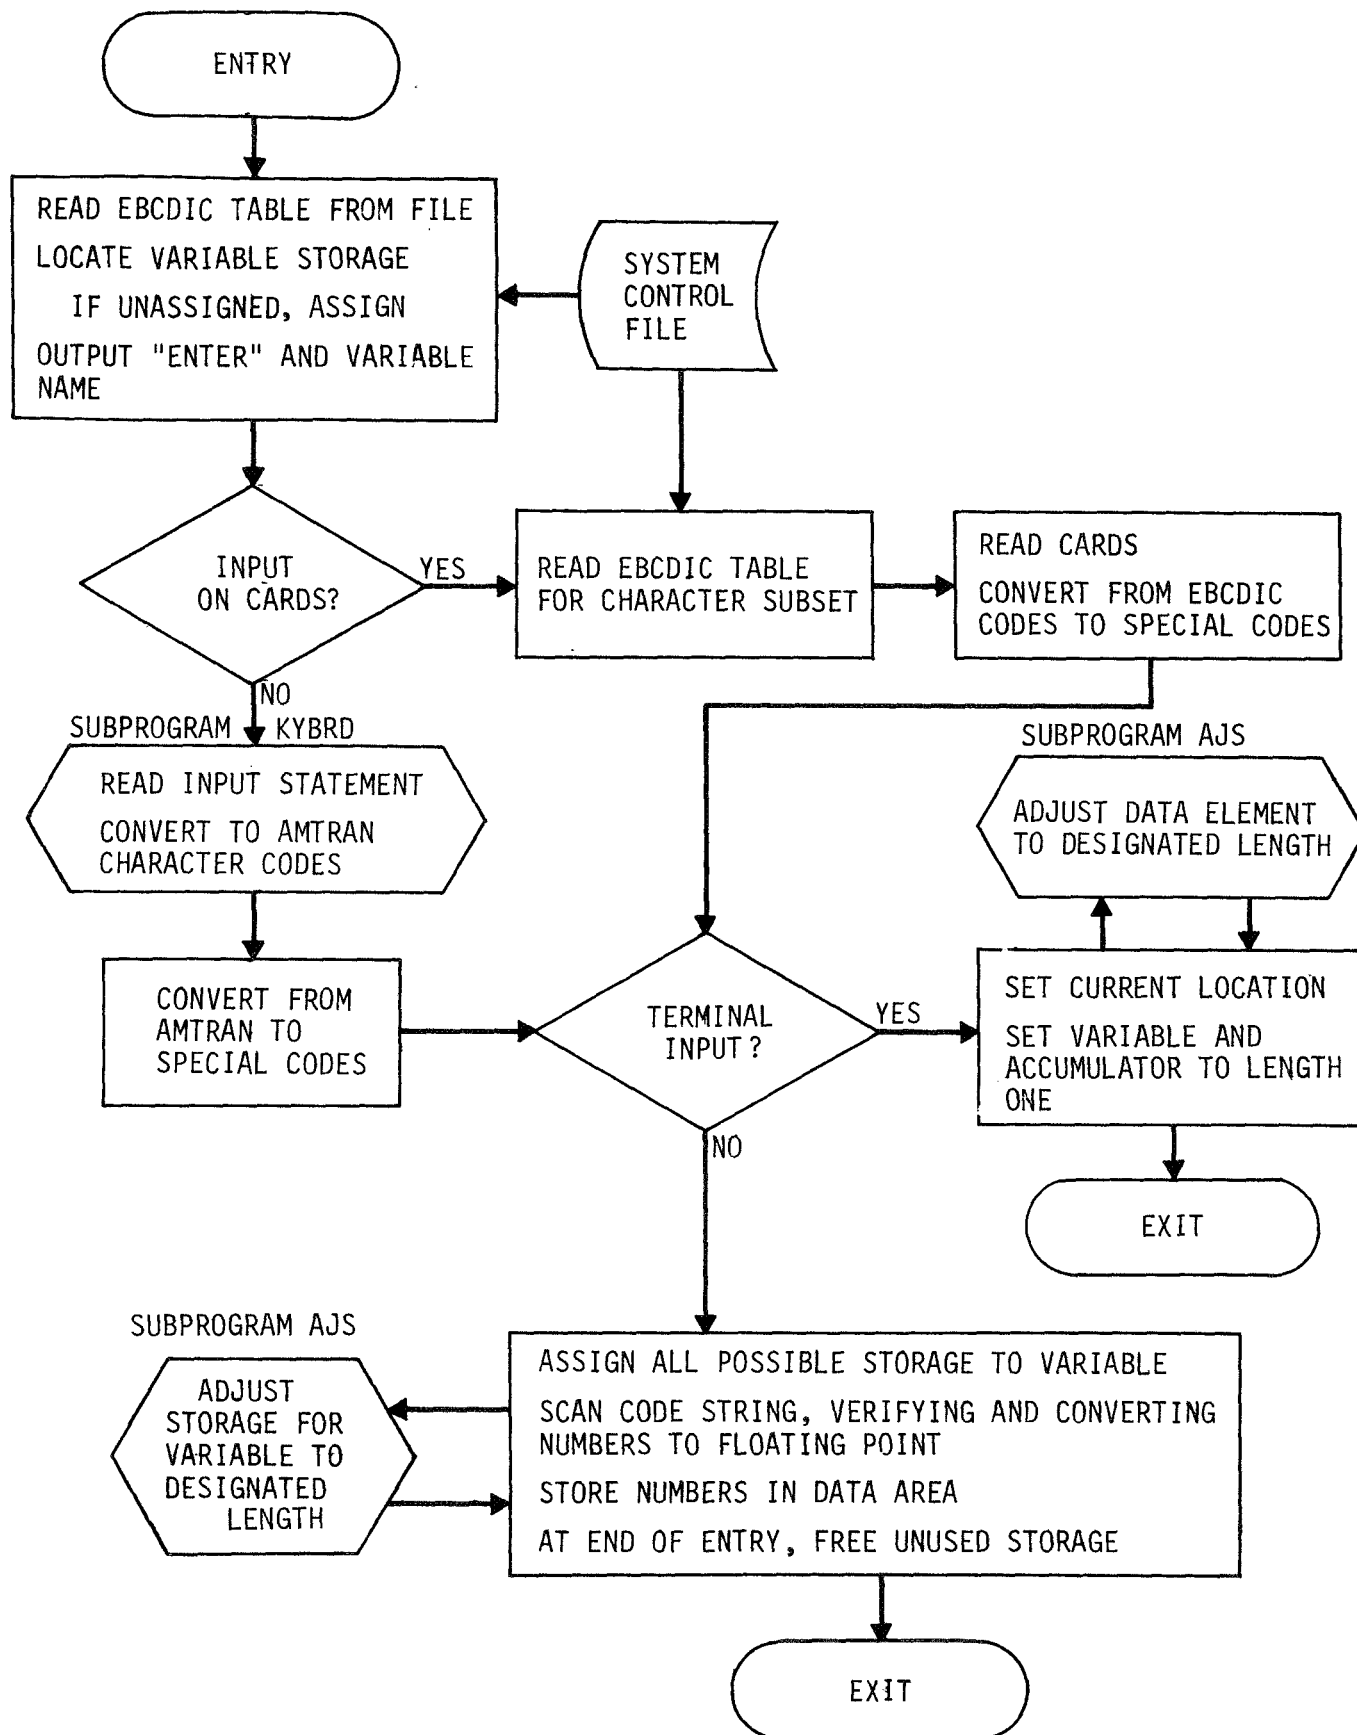 ENTRY
READ EBCDIC TABLE FROM FILE
LOCATE VARIABLE STORAGE
IF UNASSIGNED, ASSIGN
OUTPUT "ENTER" AND VARIABLE
NAME
SYSTEM
CONTROL
FILE
INPUT
ON CARDS?
YES
READ EBCDIC TABLE
FOR CHARACTER SUBSET
READ CARDS
CONVERT FROM EBCDIC
CODES TO SPECIAL CODES
NO
SUBPROGRAM KYBRD
READ INPUT STATEMENT
CONVERT TO AMTRAN
CHARACTER CODES
SUBPROGRAM AJS
ADJUST DATA ELEMENT
TO DESIGNATED LENGTH
CONVERT FROM
AMTRAN TO
SPECIAL CODES
TERMINAL
INPUT?
YES
SET CURRENT LOCATION
SET VARIABLE AND
ACCUMULATOR TO LENGTH
ONE
NO
EXIT
SUBPROGRAM AJS
ADJUST
STORAGE FOR
VARIABLE TO
DESIGNATED
LENGTH
ASSIGN ALL POSSIBLE STORAGE TO VARIABLE
SCAN CODE STRING, VERIFYING AND CONVERTING
NUMBERS TO FLOATING POINT
STORE NUMBERS IN DATA AREA
AT END OF ENTRY, FREE UNUSED STORAGE
EXIT